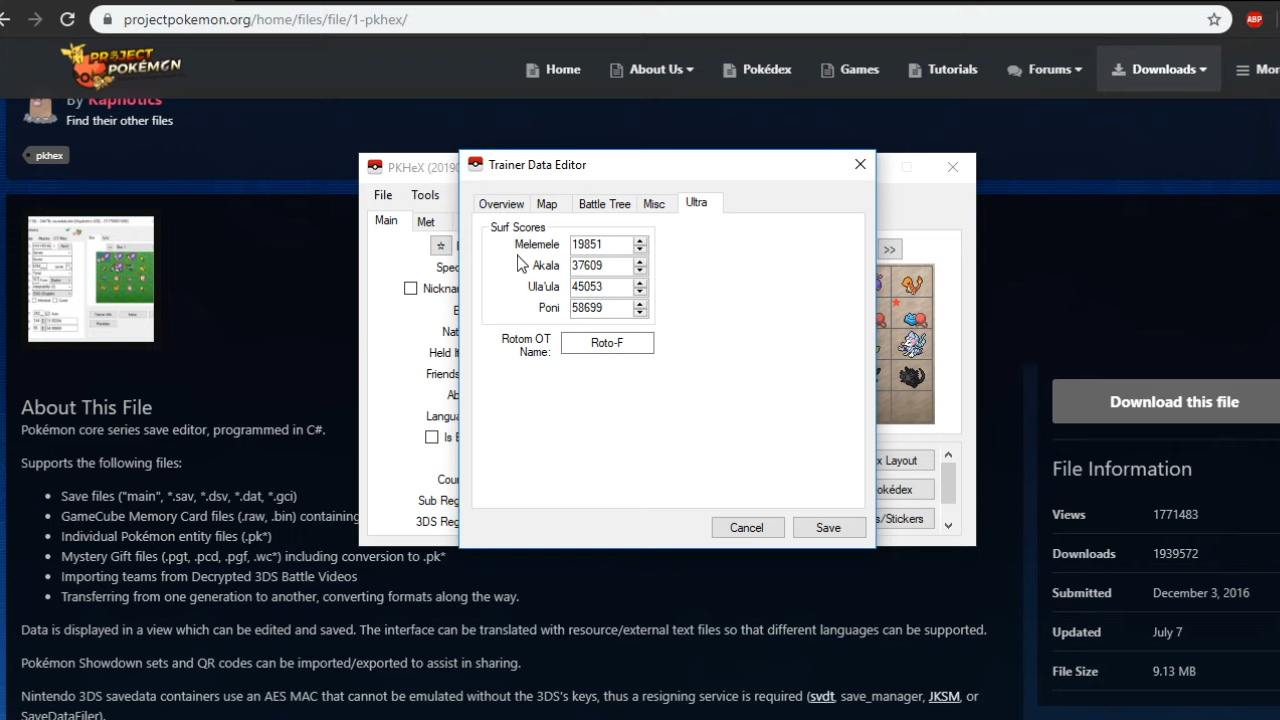 projectpokemon.org/home/files/file/1-pkhex/
ABP
PROJECT
POKÉMON
Home
About Us
Pokédex
Games
Tutorials
Forums
Downloads
By Kaphotics
Find their other files
pkhex
PKHeX (2019
File
Tools
Main
Met
Nickn
Held I
Friends
Langu
Is E
Cou
Sub Reg
3DS Reg
Trainer Data Editor
Overview
Map
Battle Tree
Misc
Ultra
Surf Scores
Melemele 19851
Akala 37609
Ula'ula 45053
Poni 58699
Rotom OT
Name: Roto-F
Cancel
Save
>>
x Layout
okédex
s/Stickers
About This File
Pokémon core series save editor, programmed in C#.
Supports the following files:
Save files ("main", *.sav, *.dsv, *.dat, *.gci)
GameCube Memory Card files (.raw, .bin) containing
Individual Pokémon entity files (.pk*)
Mystery Gift files (.pgt, .pcd, .pgf, .wc*) including conversion to .pk*
Importing teams from Decrypted 3DS Battle Videos
Transferring from one generation to another, converting formats along the way.
Data is displayed in a view which can be edited and saved. The interface can be translated with resource/external text files so that different languages can be supported.
Pokémon Showdown sets and QR codes can be imported/exported to assist in sharing.
Nintendo 3DS savedata containers use an AES MAC that cannot be emulated without the 3DS's keys, thus a resigning service is required (svdt, save_manager, JKSM, or
SaveDataFiler).
Download this file
File Information
Views 1771483
Downloads 1939572
Submitted December 3, 2016
Updated July 7
File Size 9.13 MB